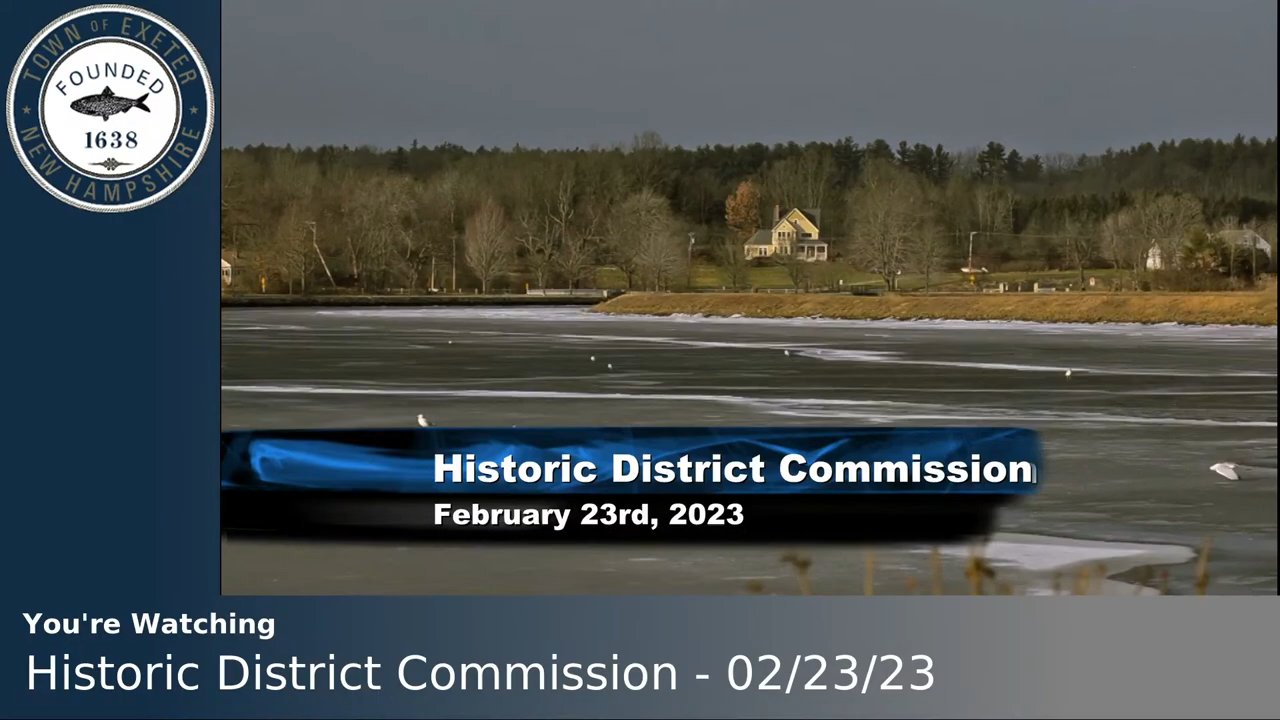 TOWN OF EXETER
FOUNDED
1638
NEW HAMPSHIRE
Historic District Commission
February 23rd, 2023
You're Watching
Historic District Commission - 02/23/23